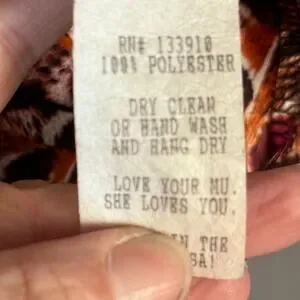 RN# 133910
100% POLYESTER
DRY CLEAN
OR HAND WASH
AND HANG DRY
LOVE YOUR MU.
SHE LOVES YOU.
IN THE
SA!